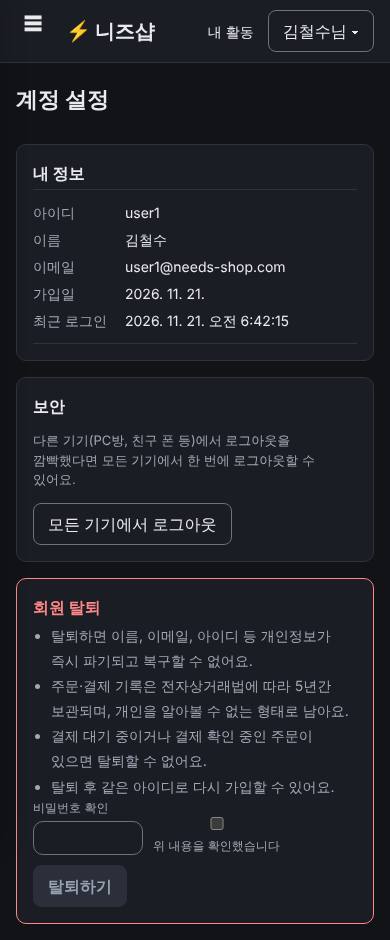 ⚡ 니즈샵
내 활동
김철수님
계정 설정
내 정보
아이디 user1
이름 김철수
이메일 user1@needs-shop.com
가입일 2026. 11. 21.
최근 로그인 2026. 11. 21. 오전 6:42:15
보안
다른 기기(PC방, 친구 폰 등)에서 로그아웃을
깜빡했다면 모든 기기에서 한 번에 로그아웃할 수
있어요.
모든 기기에서 로그아웃
회원 탈퇴
• 탈퇴하면 이름, 이메일, 아이디 등 개인정보가
즉시 파기되고 복구할 수 없어요.
• 주문·결제 기록은 전자상거래법에 따라 5년간
보관되며, 개인을 알아볼 수 없는 형태로 남아요.
• 결제 대기 중이거나 결제 확인 중인 주문이
있으면 탈퇴할 수 없어요.
• 탈퇴 후 같은 아이디로 다시 가입할 수 있어요.
비밀번호 확인
위 내용을 확인했습니다
탈퇴하기